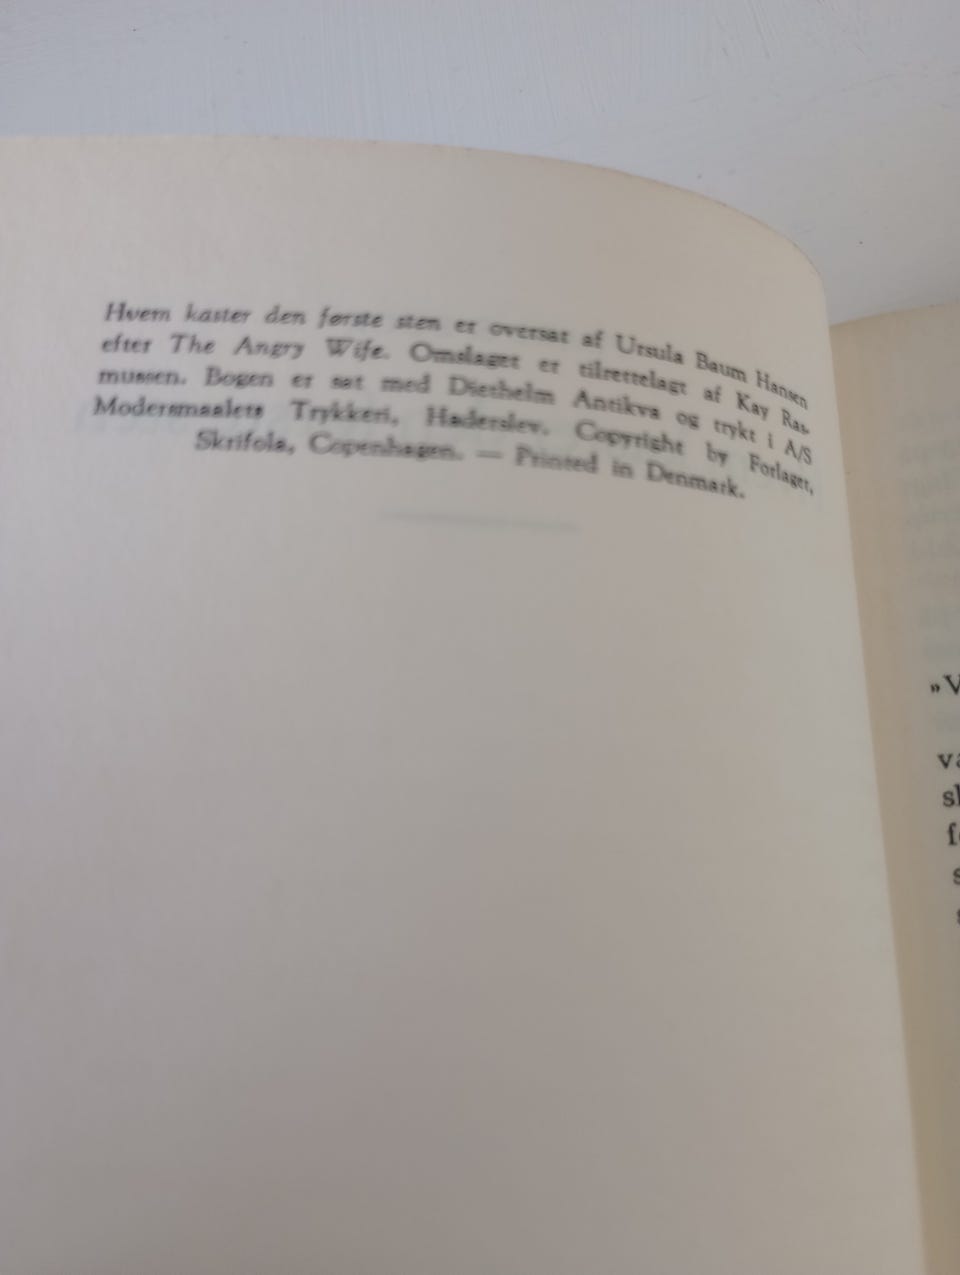 Hvem kaster den første sten er oversat af Ursula Baum Hansen
efter The Angry Wife. Omslaget er tilrettelagt af Kay Ras-
mussen. Bogen er sat med Diethelm Antikva og trykt i A/S
Modersmaalets Trykkeri, Haderslev. Copyright by Forlaget,
Skrifola, Copenhagen. — Printed in Denmark.
„V
va